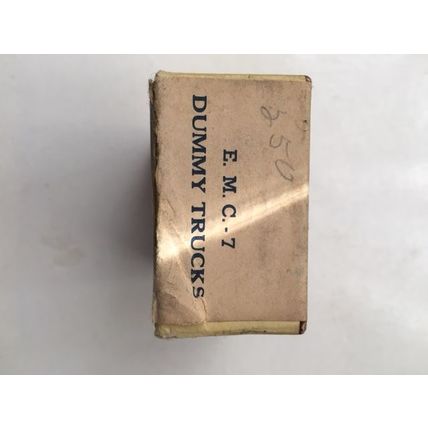 250
E. M. C. - 7
DUMMY TRUCKS